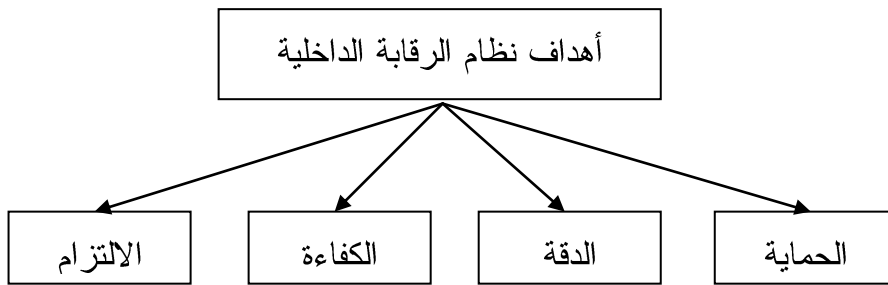 أهداف نظام الرقابة الداخلية
الحماية
الدقة
الكفاءة
الالتزام